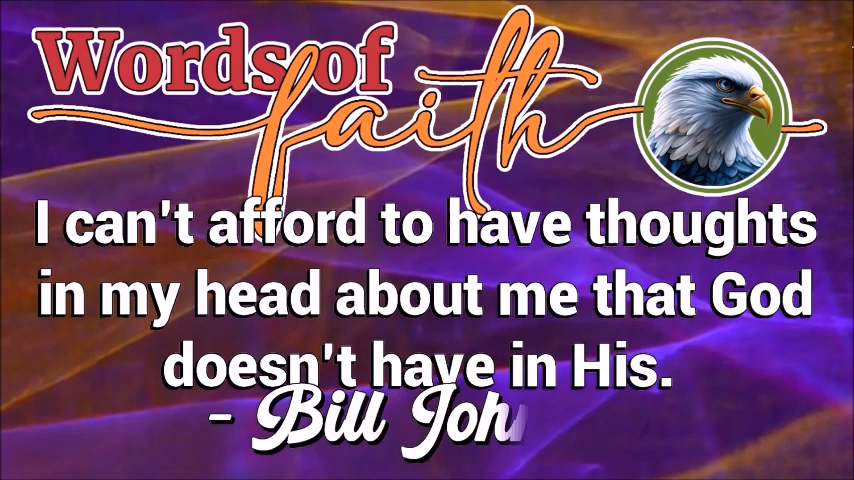 Words of
faith
I can't afford to have thoughts
in my head about me that God
doesn't have in His.
- Bill Joh